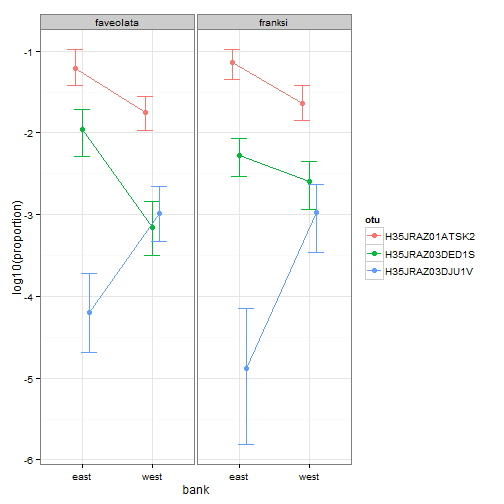 faveolata
franksi
-1
-2
-3
-4
-5
-6
log10(proportion)
east
west
east
west
bank
otu
H35JRAZ01ATSK2
H35JRAZ03DED1S
H35JRAZ03DJU1V